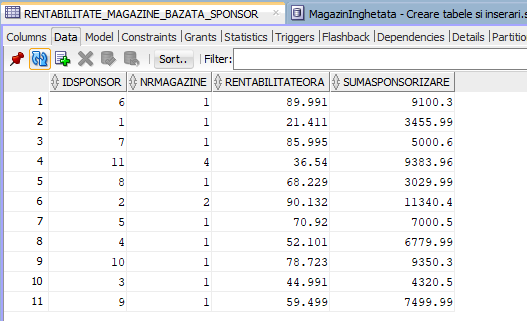 RENTABILITATE_MAGAZINE_BAZATA_SPONSOR MagazinInghetata - Creare tabele si inserari.s
Columns Data Model Constraints Grants Statistics Triggers Flashback Dependencies Details Partitio
Sort.. Filter:
IDSPONSOR NRMAGAZINE RENTABILITATEORA SUMASPONSORIZARE
1 6 1 89.991 9100.3
2 1 1 21.411 3455.99
3 7 1 85.995 5000.6
4 11 4 36.54 9383.96
5 8 1 68.229 3029.99
6 2 2 90.132 11340.4
7 5 1 70.92 7000.5
8 4 1 52.101 6779.99
9 10 1 78.723 9350.3
10 3 1 44.991 4320.5
11 9 1 59.499 7499.99